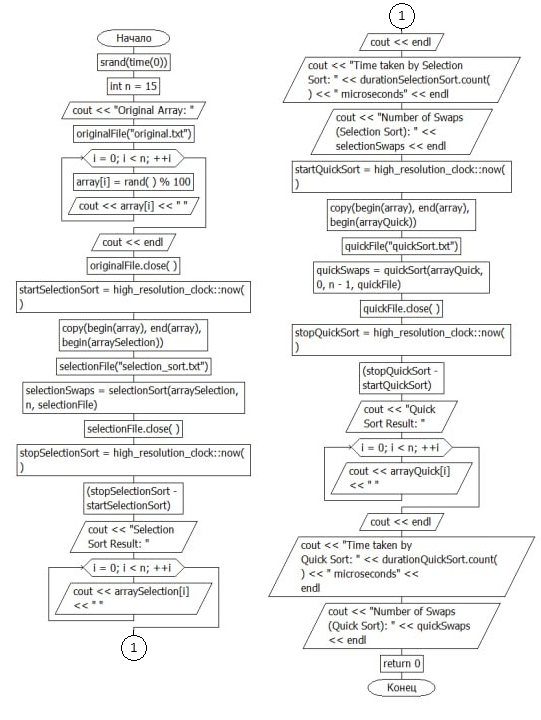 Начало
srand(time(0))
int n = 15
cout << "Original Array: "
originalFile("original.txt")
i = 0; i < n; ++i
array[i] = rand( ) % 100
cout << array[i] << " "
cout << endl
originalFile.close( )
startSelectionSort = high_resolution_clock::now(
)
copy(begin(array), end(array),
begin(arraySelection))
selectionFile("selection_sort.txt")
selectionSwaps = selectionSort(arraySelection,
n, selectionFile)
selectionFile.close( )
stopSelectionSort = high_resolution_clock::now(
)
(stopSelectionSort -
startSelectionSort)
cout << "Selection
Sort Result: "
i = 0; i < n; ++i
cout << arraySelection[i]
<< " "
1
1
cout << endl
cout << "Time taken by Selection
Sort: " << durationSelectionSort.count(
) << " microseconds" << endl
cout << "Number of Swaps
(Selection Sort): " <<
selectionSwaps << endl
startQuickSort = high_resolution_clock::now(
)
copy(begin(array), end(array),
begin(arrayQuick))
quickFile("quickSort.txt")
quickSwaps = quickSort(arrayQuick,
0, n - 1, quickFile)
quickFile.close( )
stopQuickSort = high_resolution_clock::now(
)
(stopQuickSort -
startQuickSort)
cout << "Quick
Sort Result: "
i = 0; i < n; ++i
cout << arrayQuick[i]
<< " "
cout << endl
cout << "Time taken by
Quick Sort: " << durationQuickSort.count(
) << " microseconds" <<
endl
cout << "Number of Swaps
(Quick Sort): " << quickSwaps
<< endl
return 0
Конец